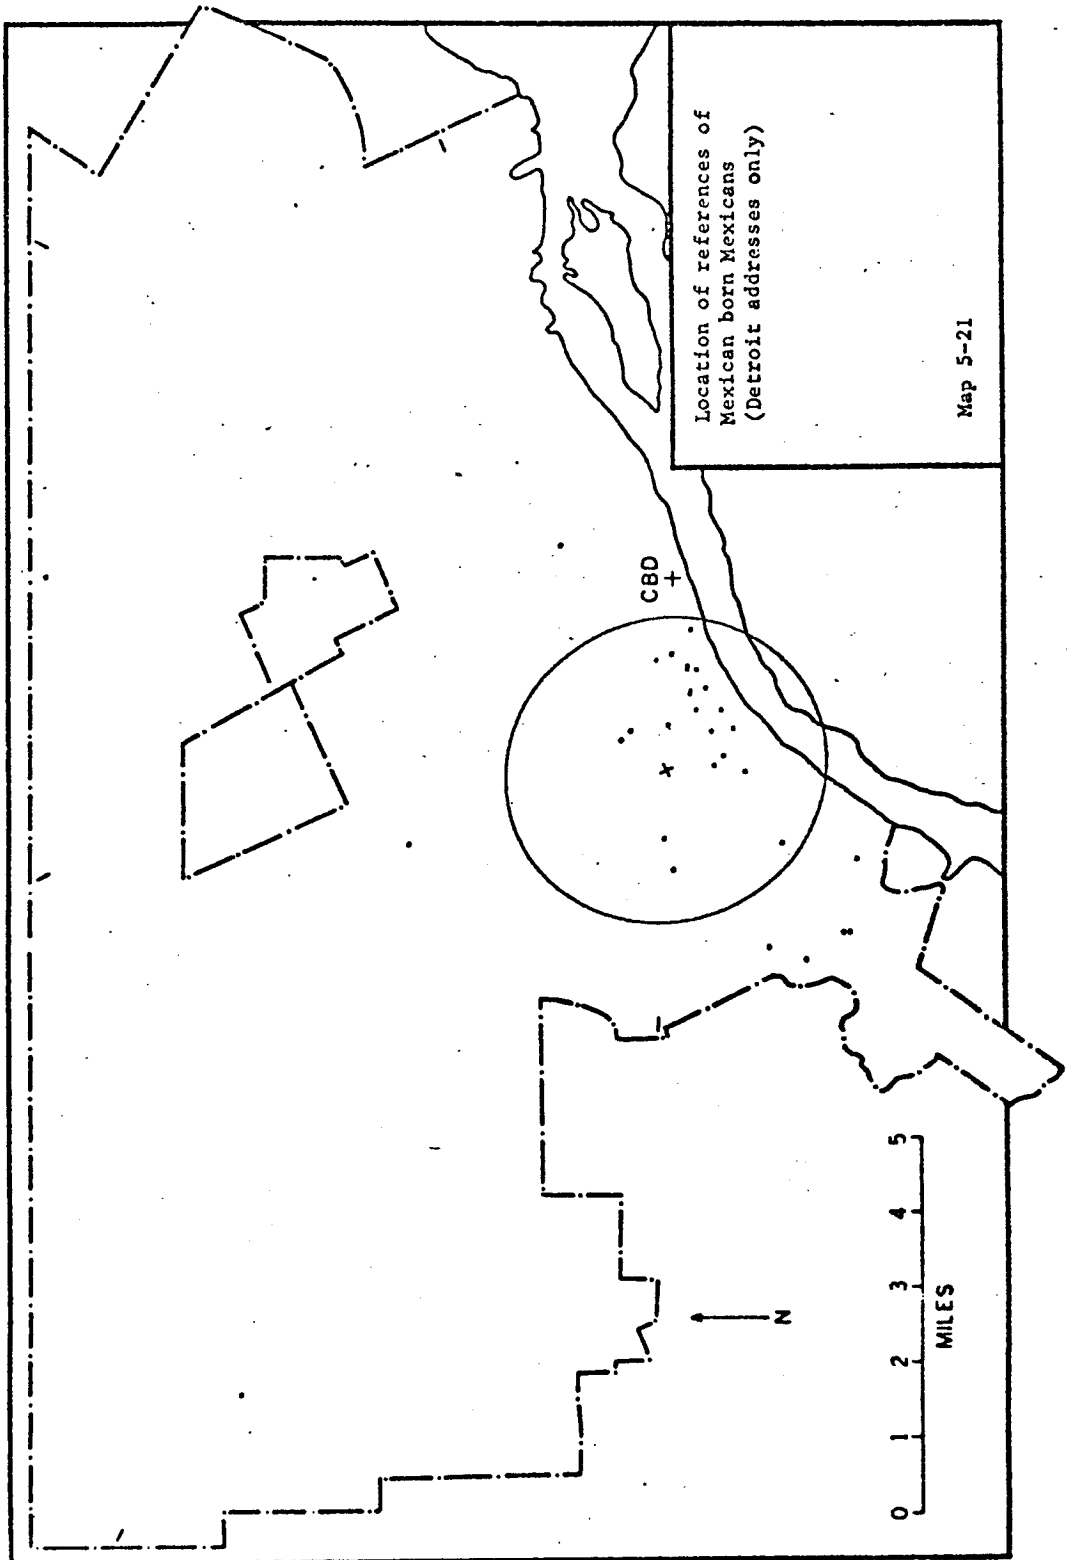 Location of references of
Mexican born Mexicans
(Detroit addresses only)
Map 5-21
CBD
+
x
N
0 1 2 3 4 5
MILES